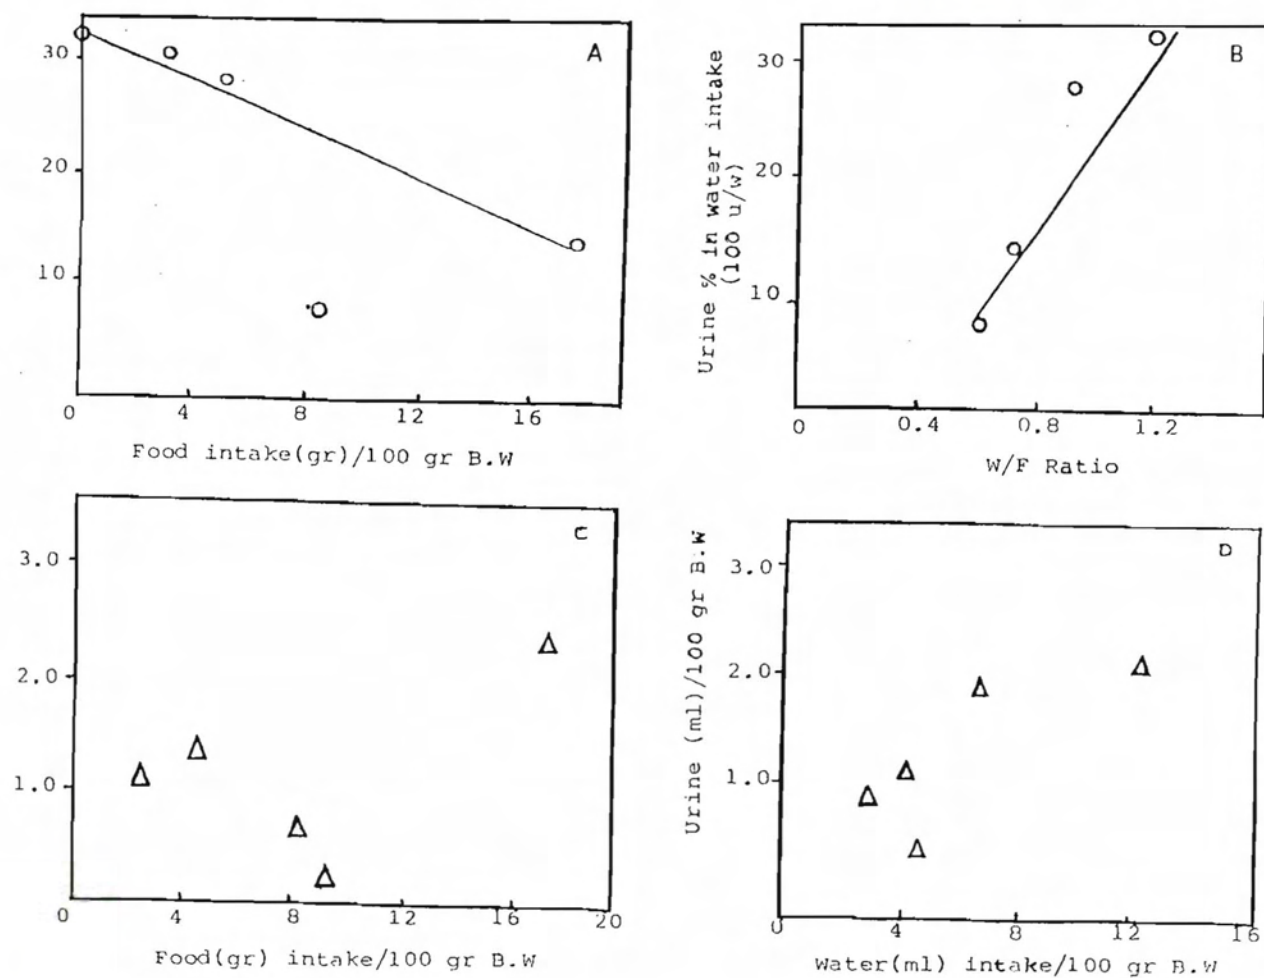 A
30
20
10
0 4 8 12 16
Food intake(gr)/100 gr B.W
B
Urine % in water intake
(100 u/w)
30
20
10
0 0.4 0.8 1.2
W/F Ratio
C
3.0
2.0
1.0
0 4 8 12 16 20
Food(gr) intake/100 gr B.W
D
Urine (ml)/100 gr B.W
3.0
2.0
1.0
0 4 8 12 16
Water(ml) intake/100 gr B.W